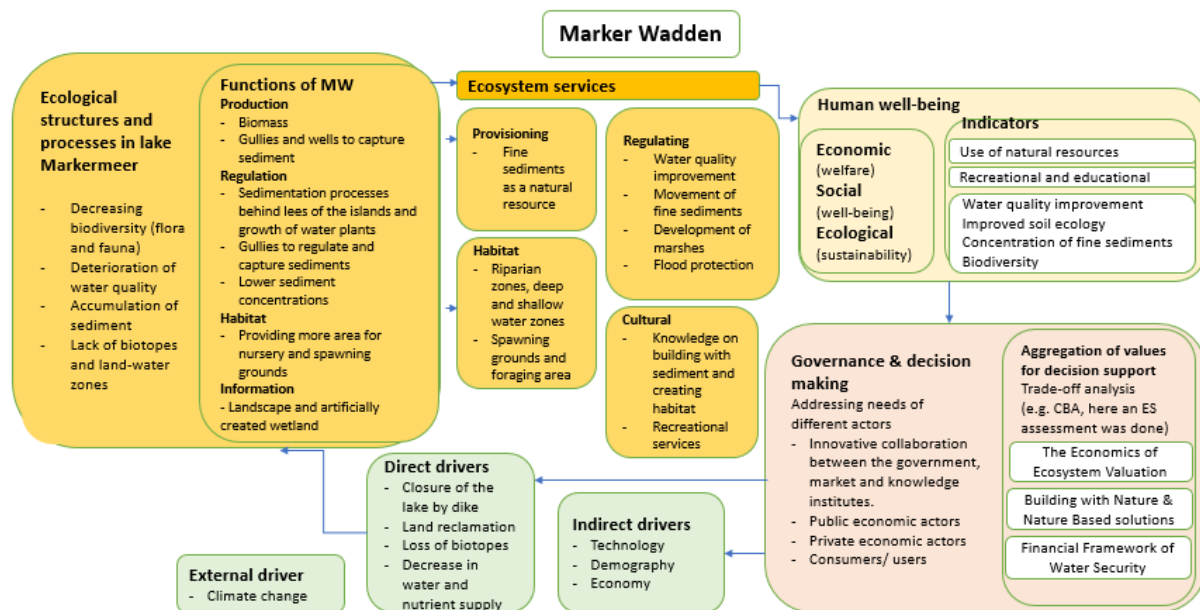 Marker Wadden
Ecological
structures and
processes in lake
Markermeer
- Decreasing
biodiversity (flora
and fauna)
- Deterioration of
water quality
- Accumulation of
sediment
- Lack of biotopes
and land-water
zones
Functions of MW
Production
- Biomass
- Gullies and wells to capture
sediment
Regulation
- Sedimentation processes
behind lees of the islands and
growth of water plants
- Gullies to regulate and
capture sediments
- Lower sediment
concentrations
Habitat
- Providing more area for
nursery and spawning
grounds
Information
- Landscape and artificially
created wetland
Ecosystem services
Provisioning
- Fine
sediments
as a natural
resource
Habitat
- Riparian
zones, deep
and shallow
water zones
- Spawning
grounds and
foraging area
Regulating
- Water quality
improvement
- Movement of
fine sediments
- Development of
marshes
- Flood protection
Cultural
- Knowledge on
building with
sediment and
creating
habitat
- Recreational
services
Human well-being
Economic
(welfare)
Social
(well-being)
Ecological
(sustainability)
Indicators
Use of natural resources
Recreational and educational
Water quality improvement
Improved soil ecology
Concentration of fine sediments
Biodiversity
Governance & decision
making
Addressing needs of
different actors
- Innovative collaboration
between the government,
market and knowledge
institutes.
- Public economic actors
- Private economic actors
- Consumers/ users
Aggregation of values
for decision support
Trade-off analysis
(e.g. CBA, here an ES
assessment was done)
The Economics of
Ecosystem Valuation
Building with Nature &
Nature Based solutions
Financial Framework of
Water Security
Direct drivers
- Closure of the
lake by dike
- Land reclamation
- Loss of biotopes
- Decrease in
water and
nutrient supply
Indirect drivers
- Technology
- Demography
- Economy
External driver
- Climate change